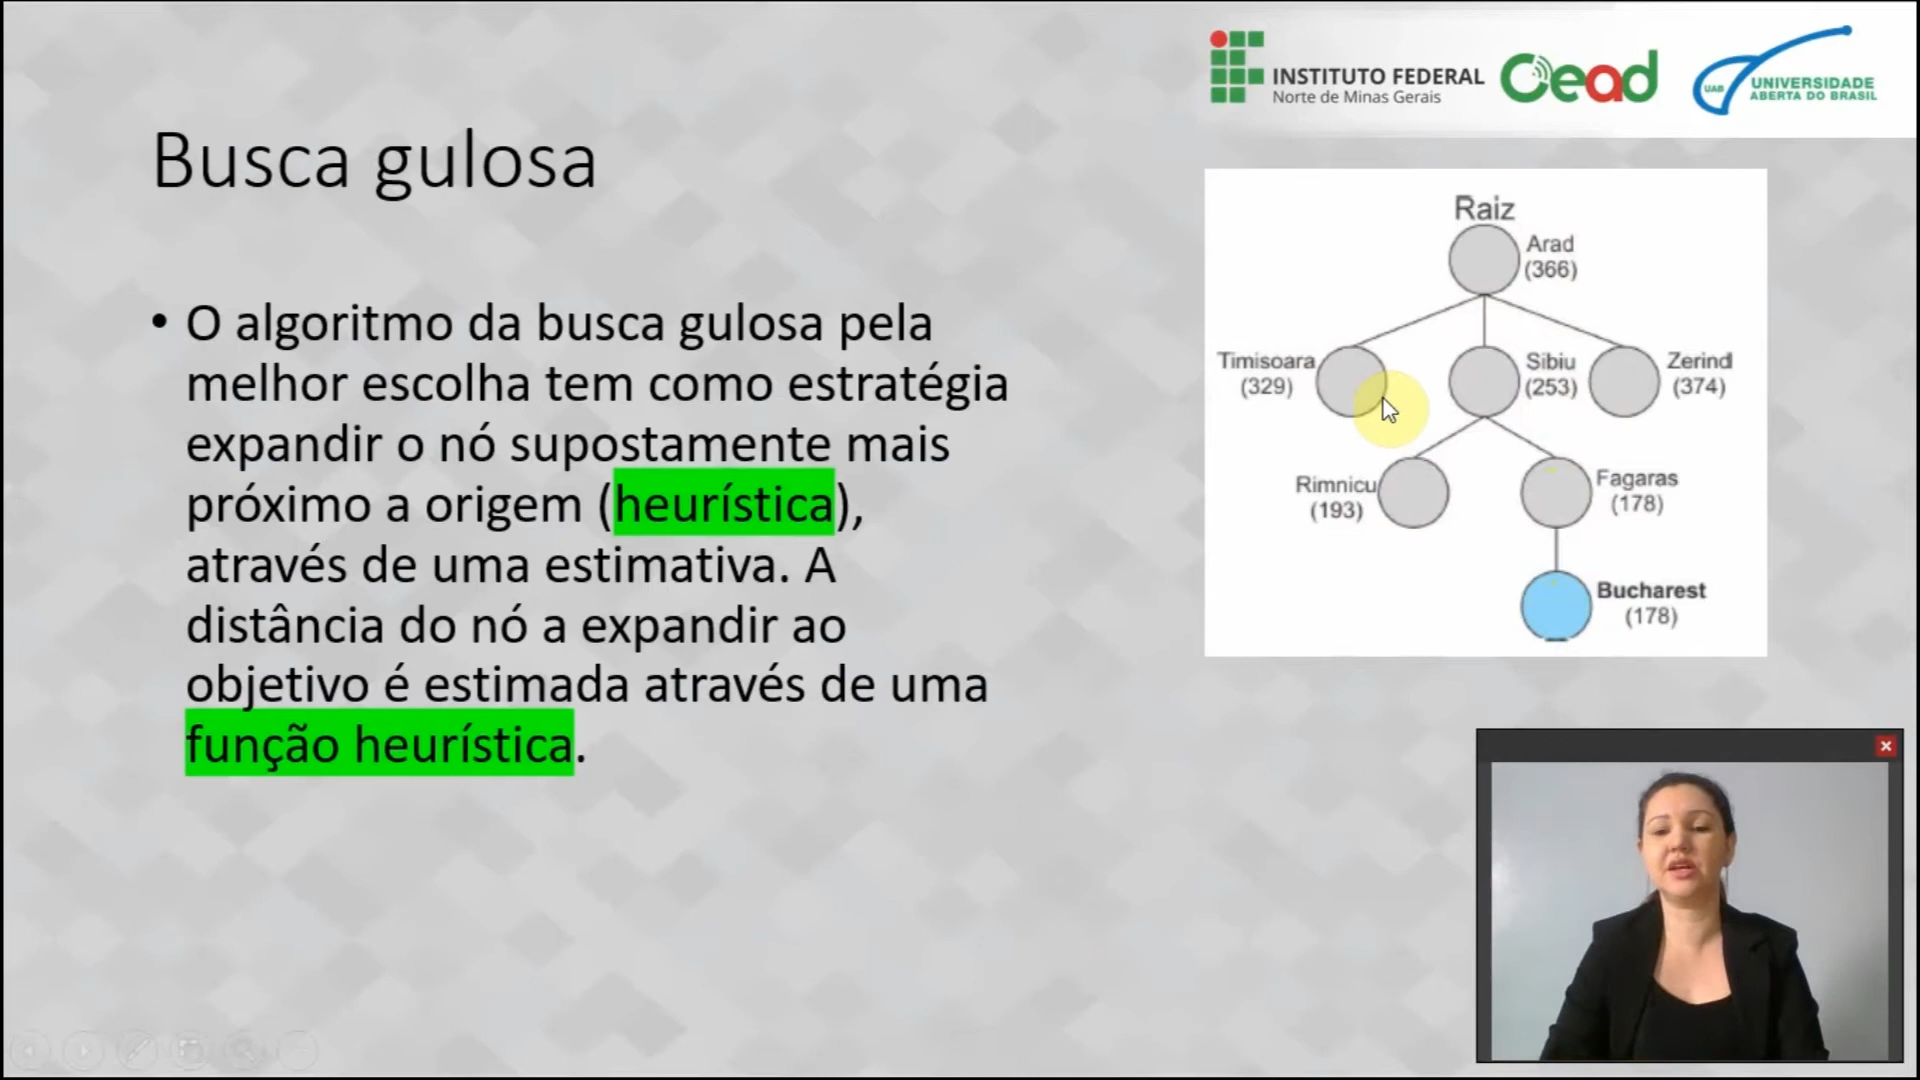 INSTITUTO FEDERAL
Norte de Minas Gerais
Cead
UAB
UNIVERSIDADE
ABERTA DO BRASIL
Busca gulosa
• O algoritmo da busca gulosa pela
melhor escolha tem como estratégia
expandir o nó supostamente mais
próximo a origem (heurística),
através de uma estimativa. A
distância do nó a expandir ao
objetivo é estimada através de uma
função heurística.
Raiz
Arad
(366)
Timisoara
(329)
Sibiu
(253)
Zerind
(374)
Rimnicu
(193)
Fagaras
(178)
Bucharest
(178)